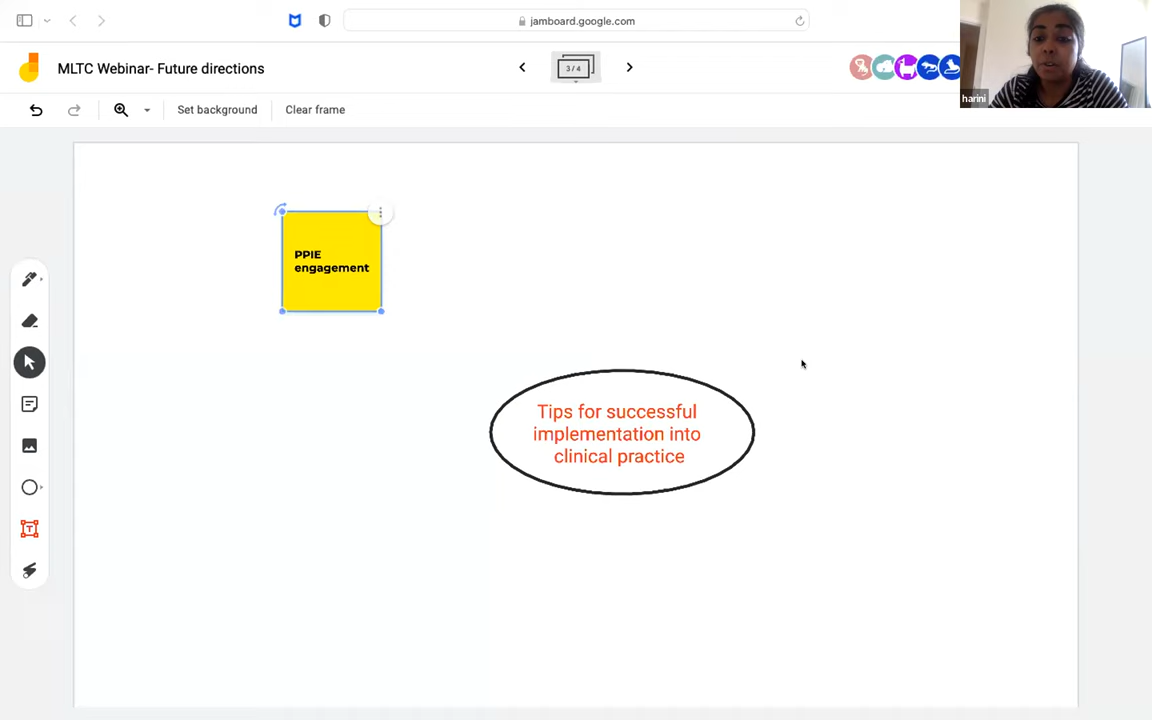 jamboard.google.com
MLTC Webinar- Future directions
3 / 4
harini
Set background
Clear frame
PPIE
engagement
Tips for successful
implementation into
clinical practice
T